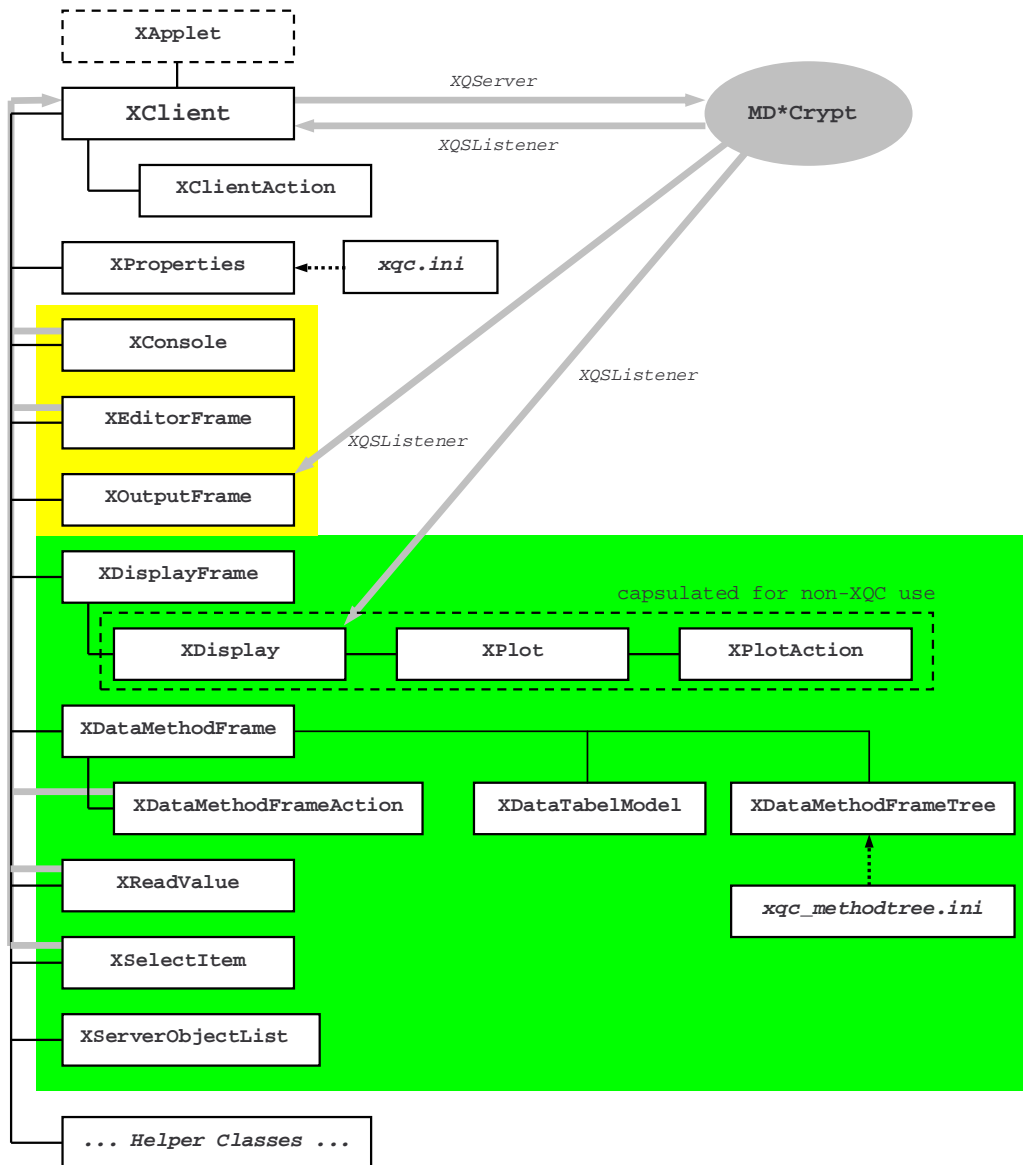 XApplet
XQServer
XClient
MD*Crypt
XQSListener
XClientAction
XProperties
xqc.ini
XConsole
XQSListener
XEditorFrame
XQSListener
XOutputFrame
XDisplayFrame
capsulated for non-XQC use
XDisplay
XPlot
XPlotAction
XDataMethodFrame
XDataMethodFrameAction
XDataTabelModel
XDataMethodFrameTree
XReadValue
xqc_methodtree.ini
XSelectItem
XServerObjectList
... Helper Classes ...